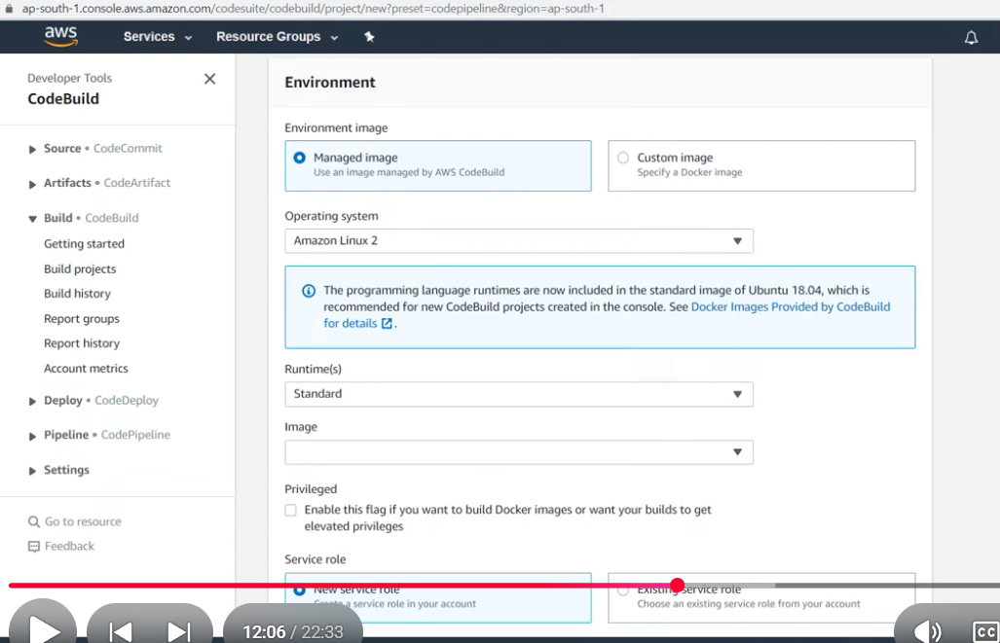 ap-south-1.console.aws.amazon.com/codesuite/codebuild/project/new?preset=codepipeline&region=ap-south-1
aws Services Resource Groups
Developer Tools
CodeBuild
Source • CodeCommit
Artifacts • CodeArtifact
Build • CodeBuild
Getting started
Build projects
Build history
Report groups
Report history
Account metrics
Deploy • CodeDeploy
Pipeline • CodePipeline
Settings
Go to resource
Feedback
Environment
Environment image
Managed image
Use an image managed by AWS CodeBuild
Custom image
Specify a Docker image
Operating system
Amazon Linux 2
The programming language runtimes are now included in the standard image of Ubuntu 18.04, which is
recommended for new CodeBuild projects created in the console. See Docker Images Provided by CodeBuild
for details .
Runtime(s)
Standard
Image
Privileged
Enable this flag if you want to build Docker images or want your builds to get
elevated privileges
Service role
New service role
Create a service role in your account
Existing service role
Choose an existing service role from your account
12:06 / 22:33
CC